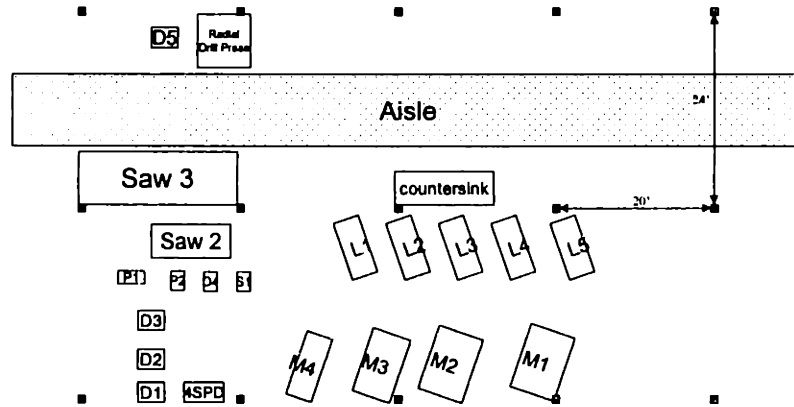 D5
Radial
Drill Press
24'
Aisle
Saw 3
countersink
20'
Saw 2
L1 L2 L3 L4 L5
P1 P2 D4 S1
D3
D2
M4 M3 M2 M1
D1 4SPD